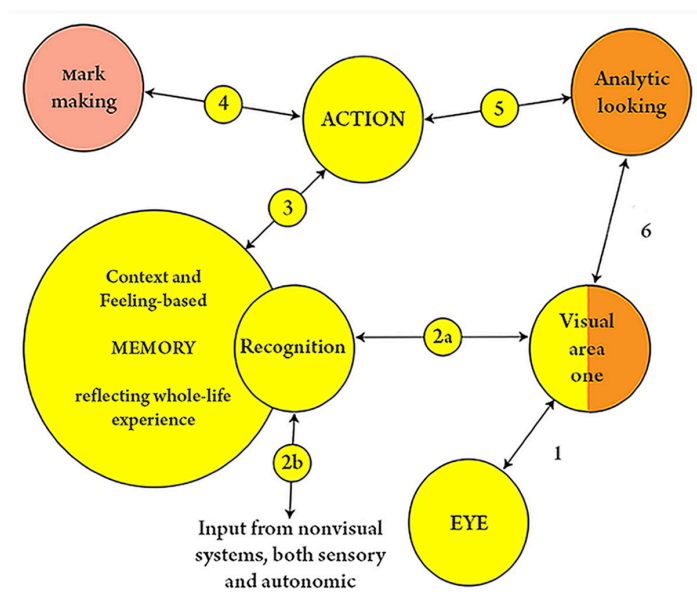 Mark
making
4
ACTION
5
Analytic
looking
3
6
Context and
Feeling-based
MEMORY
reflecting whole-life
experience
Recognition
2a
Visual
area
one
2b
1
EYE
Input from nonvisual
systems, both sensory
and autonomic